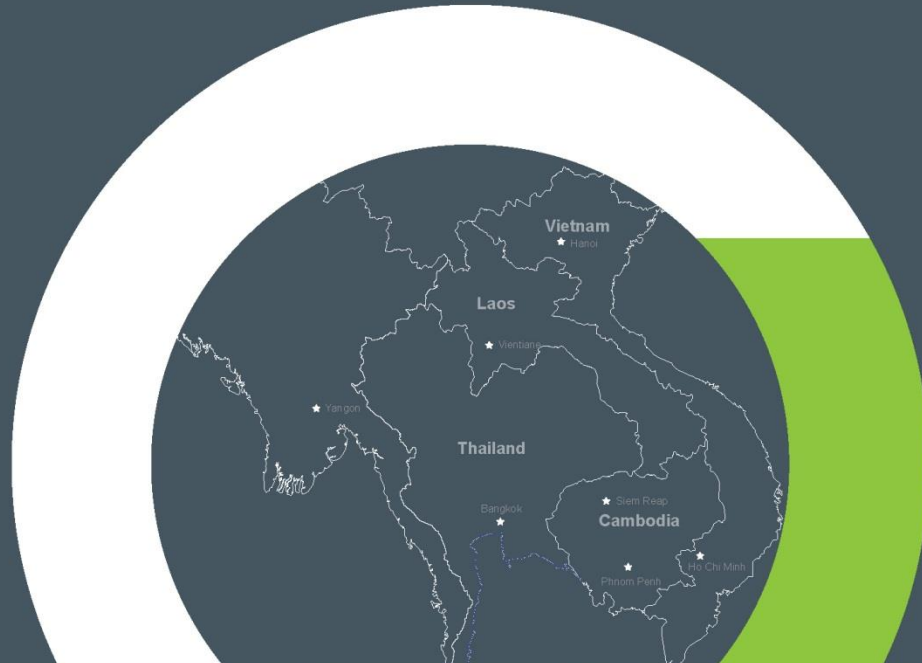 Vietnam
Hanoi
Laos
Vientiane
Yangon
Thailand
Siem Reap
Bangkok
Cambodia
Ho Chi Minh
Phnom Penh